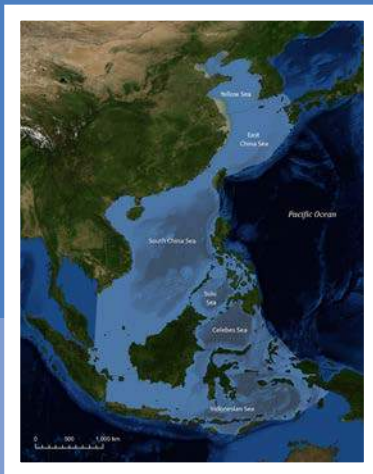 Yellow Sea
East
China Sea
Pacific Ocean
South China Sea
Sulu
Sea
Celebes Sea
Indonesian Sea
0 500 1,000 km